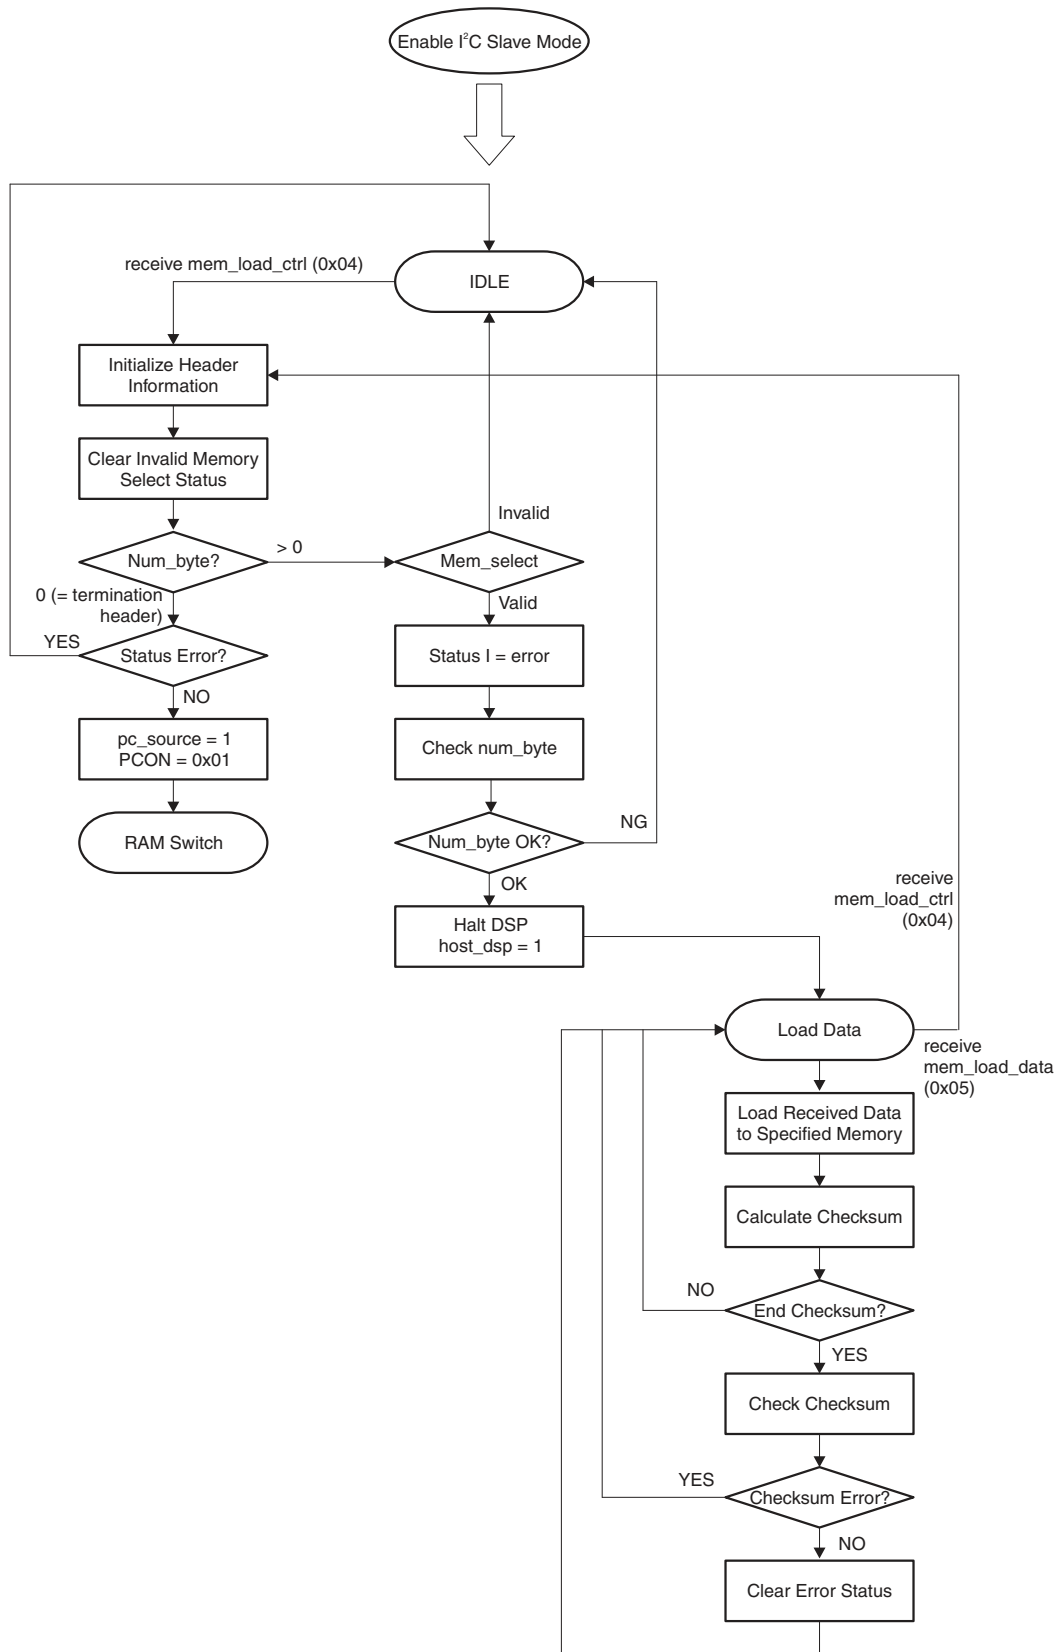 Enable I²C Slave Mode
receive mem_load_ctrl (0x04)
IDLE
Initialize Header
Information
Clear Invalid Memory
Select Status
Invalid
Num_byte?
> 0
Mem_select
0 (= termination
header)
Valid
YES
Status Error?
Status I = error
NO
pc_source = 1
PCON = 0x01
Check num_byte
RAM Switch
Num_byte OK?
NG
OK
receive
mem_load_ctrl
(0x04)
Halt DSP
host_dsp = 1
Load Data
receive
mem_load_data
(0x05)
Load Received Data
to Specified Memory
Calculate Checksum
NO
End Checksum?
YES
Check Checksum
YES
Checksum Error?
NO
Clear Error Status